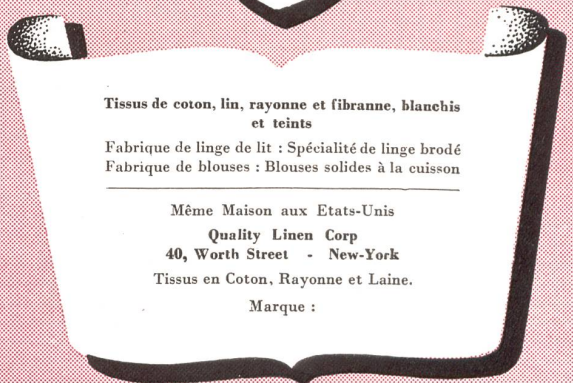 Tissus de coton, lin, rayonne et fibranne, blanchis
et teints
Fabrique de linge de lit : Spécialité de linge brodé
Fabrique de blouses : Blouses solides à la cuisson
Même Maison aux Etats-Unis
Quality Linen Corp
40, Worth Street - New-York
Tissus en Coton, Rayonne et Laine.
Marque :